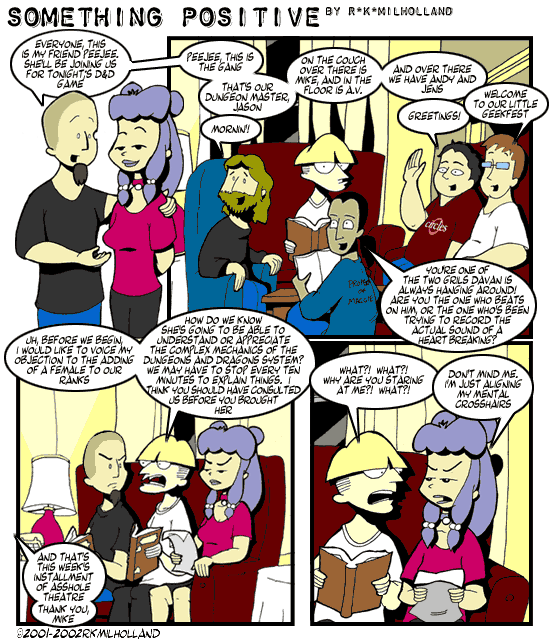 SOMETHING POSITIVE BY R*K*MILHOLLAND
EVERYONE, THIS
IS MY FRIEND PEEJEE.
SHE'LL BE JOINING US
FOR TONIGHT'S D&D
GAME
PEEJEE, THIS IS
THE GANG
THAT'S OUR
DUNGEON MASTER,
JASON
MORNIN'!
ON THE COUCH
OVER THERE IS
MIKE, AND IN THE
FLOOR IS A.V.
AND OVER THERE
WE HAVE ANDY AND
JENS
GREETINGS!
WELCOME
TO OUR LITTLE
GEEKFEST
circles
YOU'RE ONE OF
THE TWO GRILS DAVAN IS
ALWAYS HANGING AROUND!
ARE YOU THE ONE WHO BEATS
ON HIM, OR THE ONE WHO'S BEEN
TRYING TO RECORD THE
ACTUAL SOUND OF A
HEART BREAKING?
UH, BEFORE WE BEGIN,
I WOULD LIKE TO VOICE MY
OBJECTION TO THE ADDING
OF A FEMALE TO OUR
RANKS
HOW DO WE KNOW
SHE'S GOING TO BE ABLE TO
UNDERSTAND OR APPRECIATE
THE COMPLEX MECHANICS OF THE
DUNGEONS AND DRAGONS SYSTEM?
WE MAY HAVE TO STOP EVERY TEN
MINUTES TO EXPLAIN THINGS. I
THINK YOU SHOULD HAVE CONSULTED
US BEFORE YOU BROUGHT
HER
AND THAT'S
THIS WEEK'S
INSTALLMENT
OF ASSHOLE
THEATRE
THANK YOU,
MIKE
WHAT?! WHAT?!
WHY ARE YOU STARING
AT ME?! WHAT?!
DON'T MIND ME.
I'M JUST ALIGNING
MY MENTAL
CROSSHAIRS
©2001-2002RKMILHOLLAND